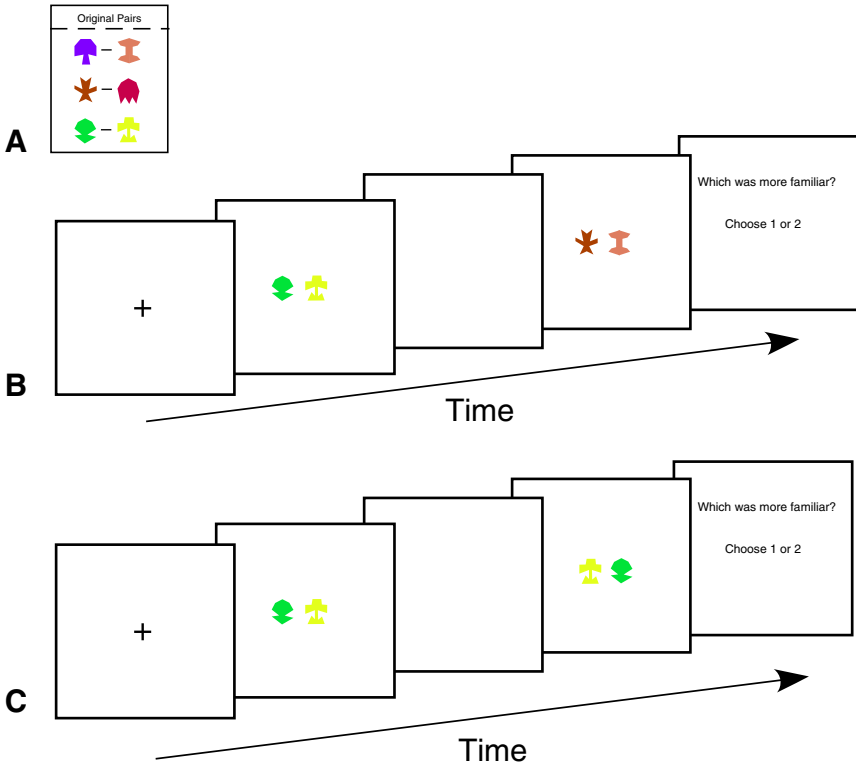 Original Pairs
A
Which was more familiar?
Choose 1 or 2
B
Time
Which was more familiar?
Choose 1 or 2
C
Time